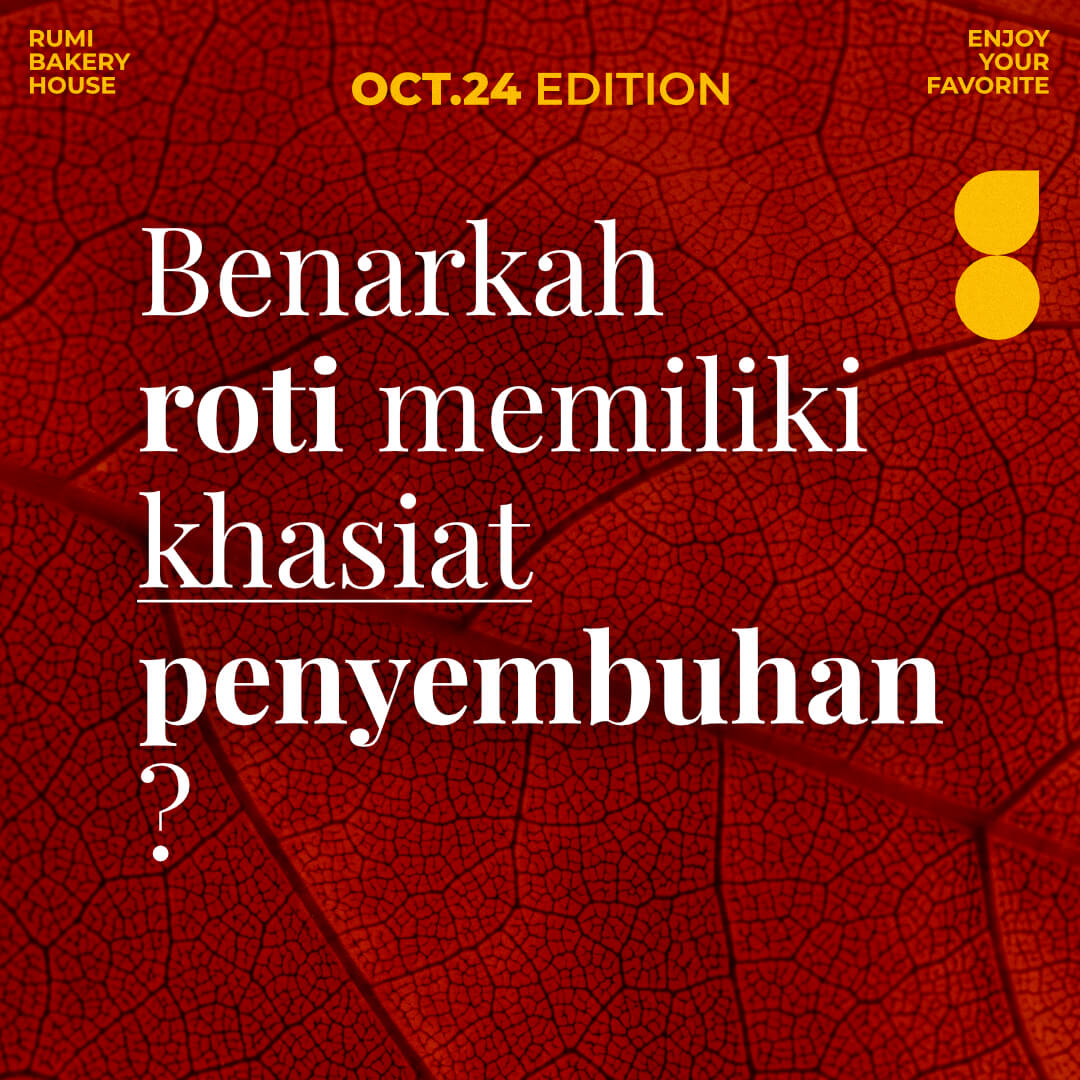 RUMI
BAKERY
HOUSE
OCT.24 EDITION
ENJOY
YOUR
FAVORITE
Benarkah
roti memiliki
khasiat
penyembuhan
?